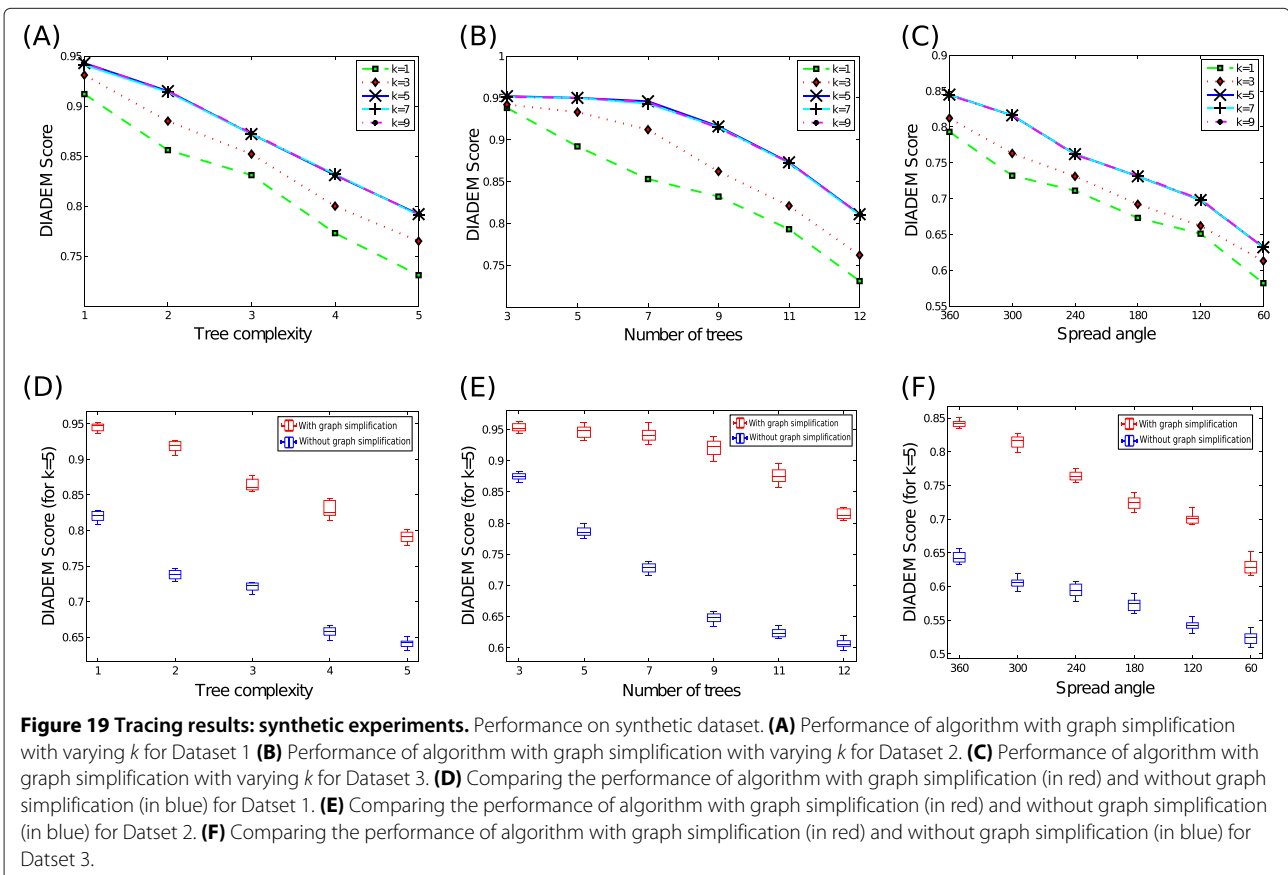 (A)
DIADEM Score
0.95
0.9
0.85
0.8
0.75
1
2
3
4
5
Tree complexity
k=1
k=3
k=5
k=7
k=9
(B)
DIADEM Score
1
0.95
0.9
0.85
0.8
0.75
3
5
7
9
11
12
Number of trees
k=1
k=3
k=5
k=7
k=9
(C)
DIADEM Score
0.9
0.85
0.8
0.75
0.7
0.65
0.6
0.55
360
300
240
180
120
60
Spread angle
k=1
k=3
k=5
k=7
k=9
(D)
DIADEM Score (for k=5)
0.95
0.9
0.85
0.8
0.75
0.7
0.65
1
2
3
4
5
Tree complexity
With graph simplification
Without graph simplification
(E)
DIADEM Score (for k=5)
0.95
0.9
0.85
0.8
0.75
0.7
0.65
0.6
3
5
7
9
11
12
Number of trees
With graph simplification
Without graph simplification
(F)
DIADEM Score (for k=5)
0.85
0.8
0.75
0.7
0.65
0.6
0.55
0.5
360
300
240
180
120
60
Spread angle
With graph simplification
Without graph simplification
Figure 19 Tracing results: synthetic experiments. Performance on synthetic dataset. (A) Performance of algorithm with graph simplification
with varying k for Dataset 1 (B) Performance of algorithm with graph simplification with varying k for Dataset 2. (C) Performance of algorithm with
graph simplification with varying k for Dataset 3. (D) Comparing the performance of algorithm with graph simplification (in red) and without graph
simplification (in blue) for Datset 1. (E) Comparing the performance of algorithm with graph simplification (in red) and without graph simplification
(in blue) for Datset 2. (F) Comparing the performance of algorithm with graph simplification (in red) and without graph simplification (in blue) for
Datset 3.